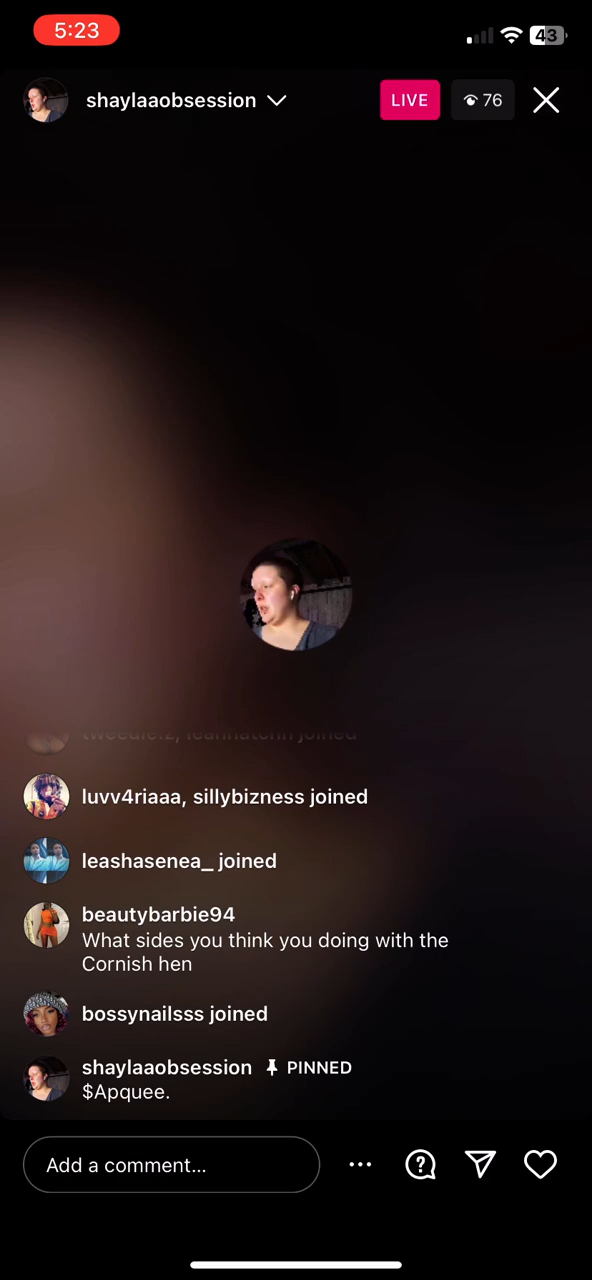 5:23
43
shaylaaobsession
LIVE
76
joined
luvv4riaaa, sillybizness joined
leashasenea_ joined
beautybarbie94
What sides you think you doing with the
Cornish hen
bossynailsss joined
shaylaaobsession PINNED
$Apquee.
Add a comment...